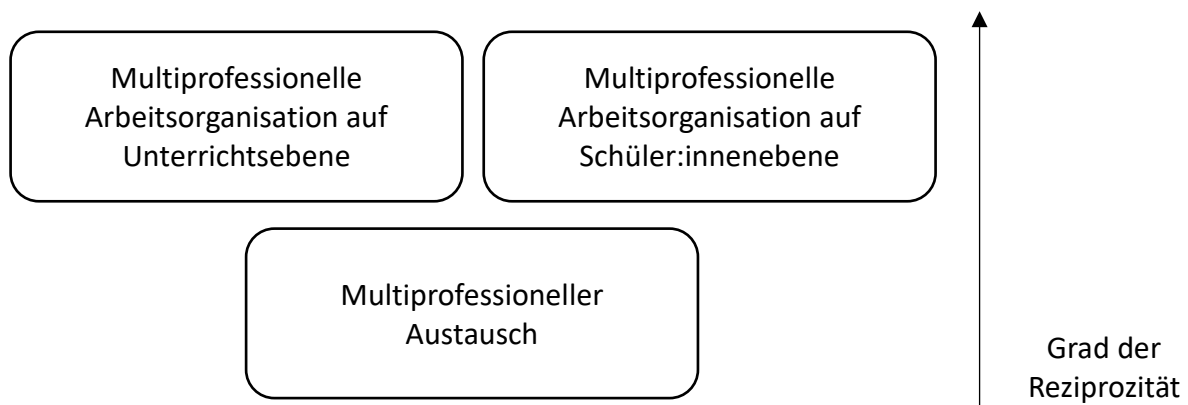 Multiprofessionelle
Arbeitsorganisation auf
Unterrichtsebene
Multiprofessionelle
Arbeitsorganisation auf
Schüler:innenebene
Multiprofessioneller
Austausch
Grad der
Reziprozität